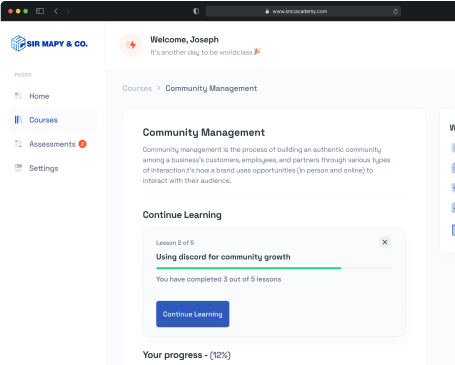 www.smcacademy.com
SIR MAPY & CO.
Welcome, Joseph
It's another day to be worldclass🎉
PAGES
Home
Courses
Assessments
Settings
Courses > Community Management
Community Management
Community management is the process of building an authentic community
among a business's customers, employees, and partners through various types
of interaction.t's how a brand uses opportunities (in person and online) to
interact with their audience.
Continue Learning
Lesson 2 of 5
Using discord for community growth
You have completed 3 out of 5 lessons
Continue Learning
Your progress - (12%)
W